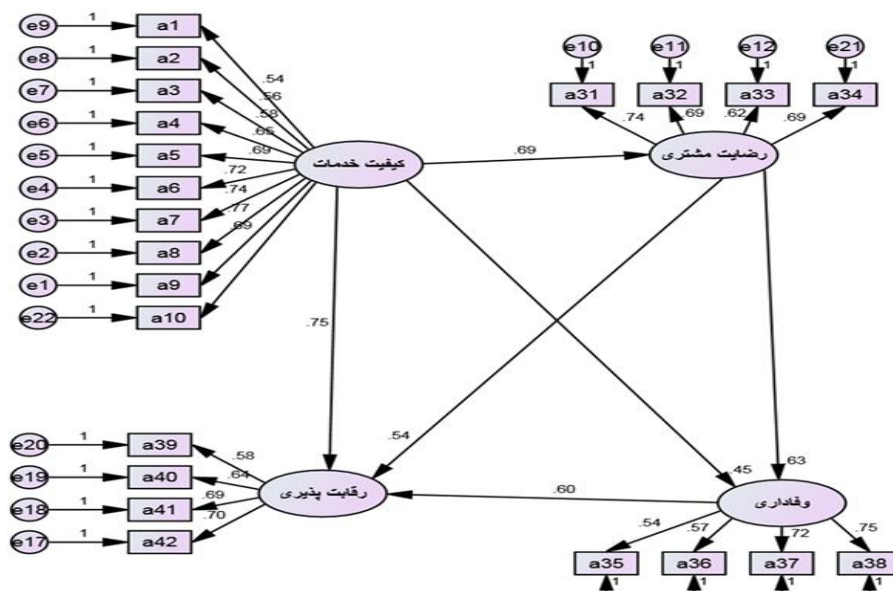 e9 1 a1
e8 1 a2
e7 1 a3
e6 1 a4
e5 1 a5
e4 1 a6
e3 1 a7
e2 1 a8
e1 1 a9
e22 1 a10
.54
.56
.58
.65
.69
.72
.74
.77
.69
کیفیت خدمات
.69
e10 e11 e12 e21
1 1 1 1
a31 a32 a33 a34
.74 .69 .62 .69
رضایت مشتری
.75
.54
.45
.63
.60
e20 1 a39
e19 1 a40
e18 1 a41
e17 1 a42
.58
.64
.69
.70
رقابت پذیری
وفاداری
.54 .57 .72 .75
a35 a36 a37 a38
1 1 1 1